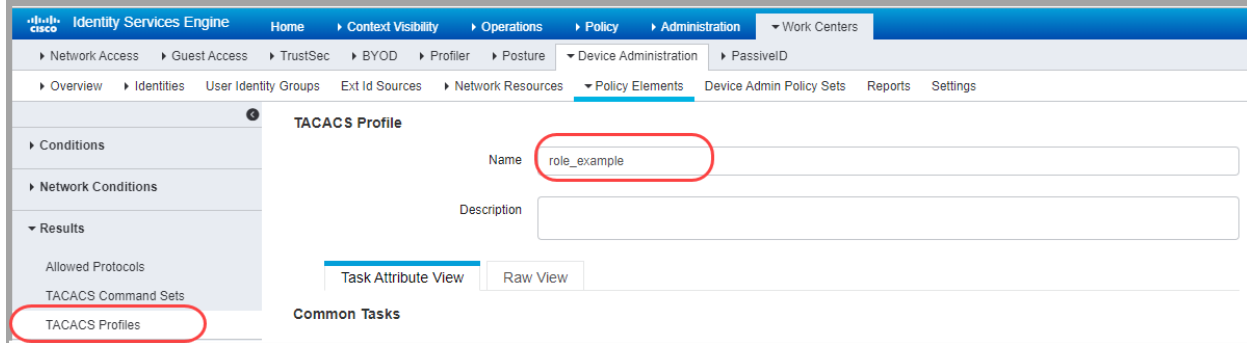 cisco Identity Services Engine Home Context Visibility Operations Policy Administration Work Centers
Network Access Guest Access TrustSec BYOD Profiler Posture Device Administration PassiveID
Overview Identities User Identity Groups Ext Id Sources Network Resources Policy Elements Device Admin Policy Sets Reports Settings
TACACS Profile
Conditions
Name role_example
Network Conditions
Description
Results
Allowed Protocols
Task Attribute View Raw View
TACACS Command Sets
Common Tasks
TACACS Profiles